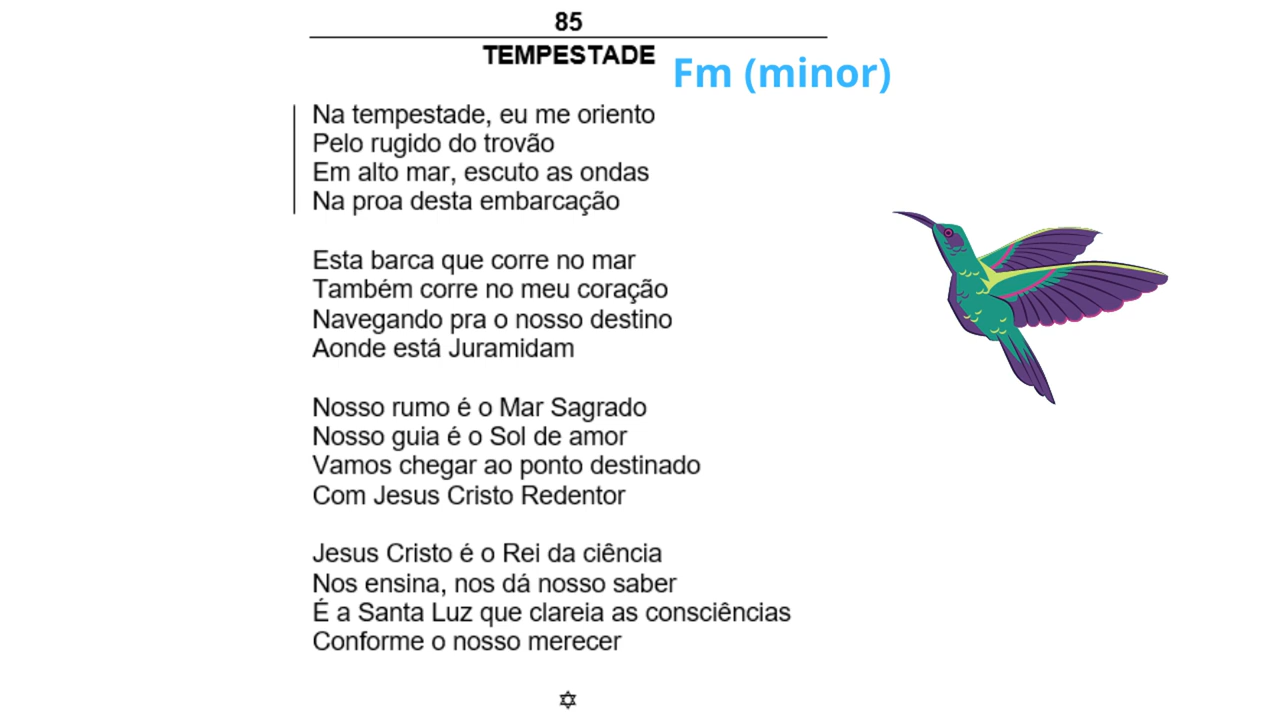 85
TEMPESTADE
Fm (minor)
Na tempestade, eu me oriento
Pelo rugido do trovão
Em alto mar, escuto as ondas
Na proa desta embarcação
Esta barca que corre no mar
Também corre no meu coração
Navegando pra o nosso destino
Aonde está Juramidam
Nosso rumo é o Mar Sagrado
Nosso guia é o Sol de amor
Vamos chegar ao ponto destinado
Com Jesus Cristo Redentor
Jesus Cristo é o Rei da ciência
Nos ensina, nos dá nosso saber
É a Santa Luz que clareia as consciências
Conforme o nosso merecer